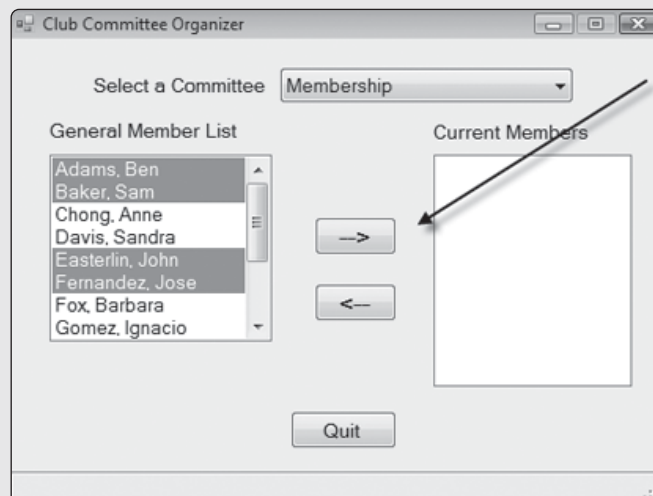 Club Committee Organizer
Select a Committee Membership
General Member List
Current Members
Adams, Ben
Baker, Sam
Chong, Anne
Davis, Sandra
Easterlin, John
Fernandez, Jose
Fox, Barbara
Gomez, Ignacio
-->
<--
Quit